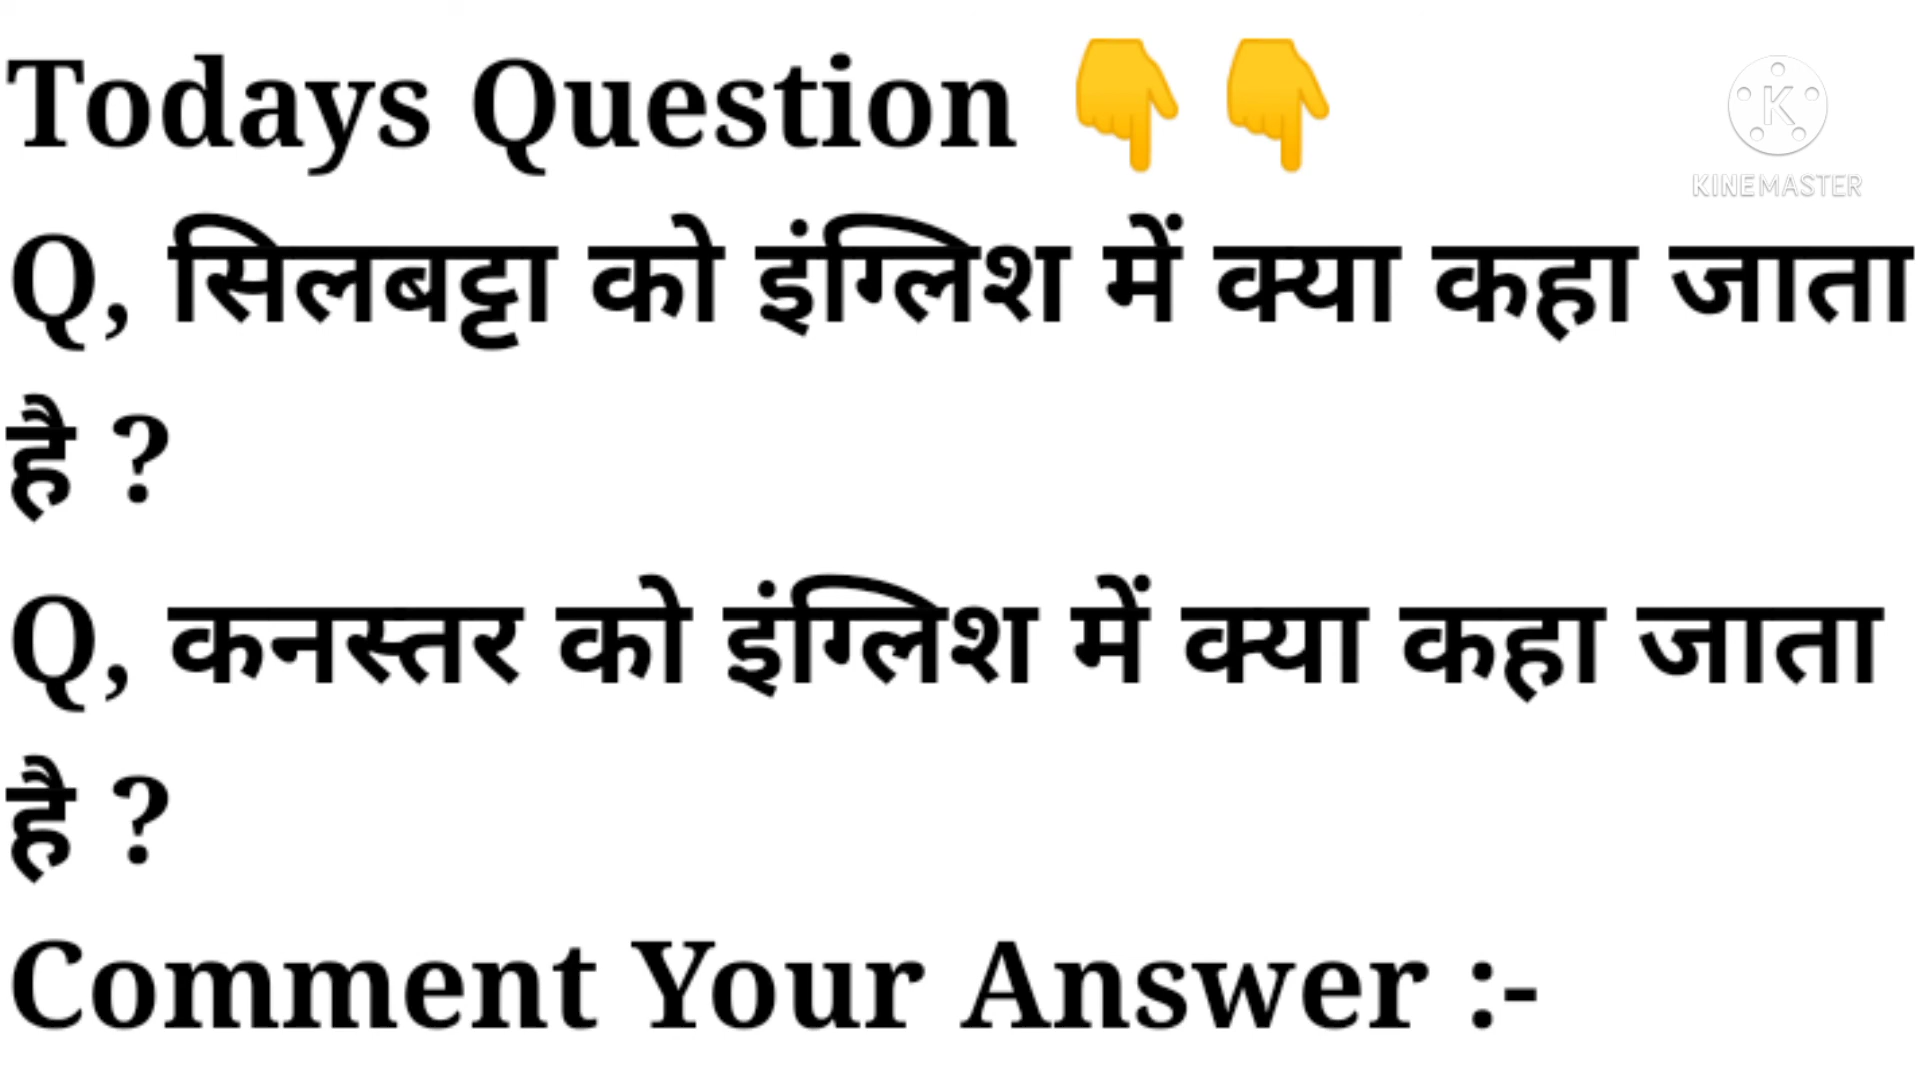 Todays Question 👇👇
KINEMASTER
Q, सिलबट्टा को इंग्लिश में क्या कहा जाता
है ?
Q, कनस्तर को इंग्लिश में क्या कहा जाता
है ?
Comment Your Answer :-